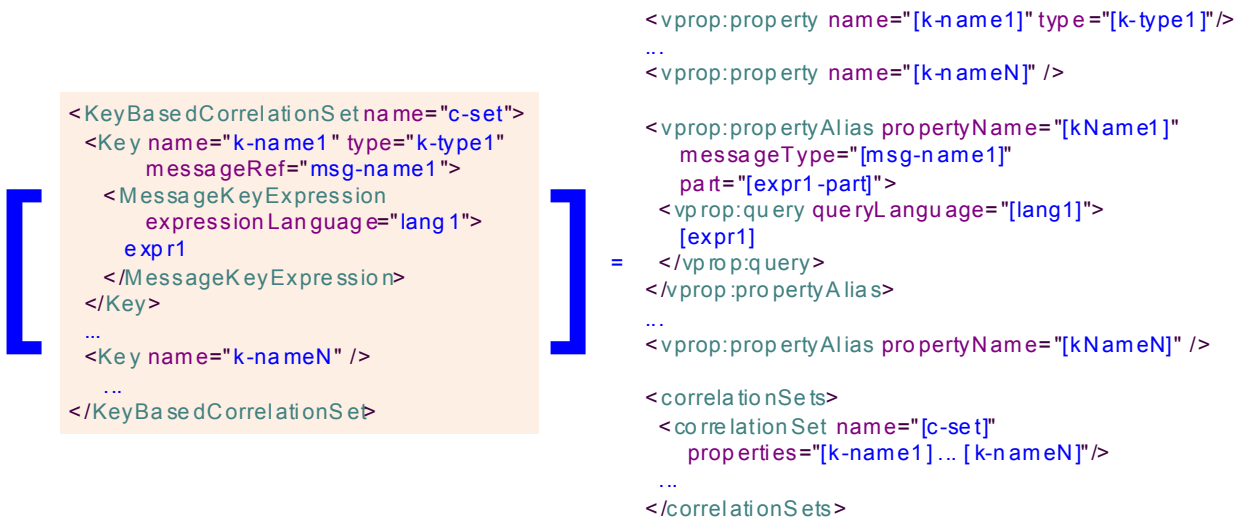 <KeyBasedCorrelationSet name="c-set">
<Key name="k-name1" type="k-type1"
messageRef="msg-name1">
<MessageKeyExpression
expressionLanguage="lang1">
expr1
</MessageKeyExpression>
</Key>
...
<Key name="k-nameN" />
...
</KeyBasedCorrelationSet>
=
<vprop:property name="[k-name1]" type="[k-type1]"/>
...
<vprop:property name="[k-nameN]" />
<vprop:propertyAlias propertyName="[kName1]"
messageType="[msg-name1]"
part="[expr1-part]">
<vprop:query queryLanguage="[lang1]">
[expr1]
</vprop:query>
</vprop:propertyAlias>
...
<vprop:propertyAlias propertyName="[kNameN]" />
<correlationSets>
<correlationSet name="[c-set]"
properties="[k-name1] ... [k-nameN]"/>
...
</correlationSets>